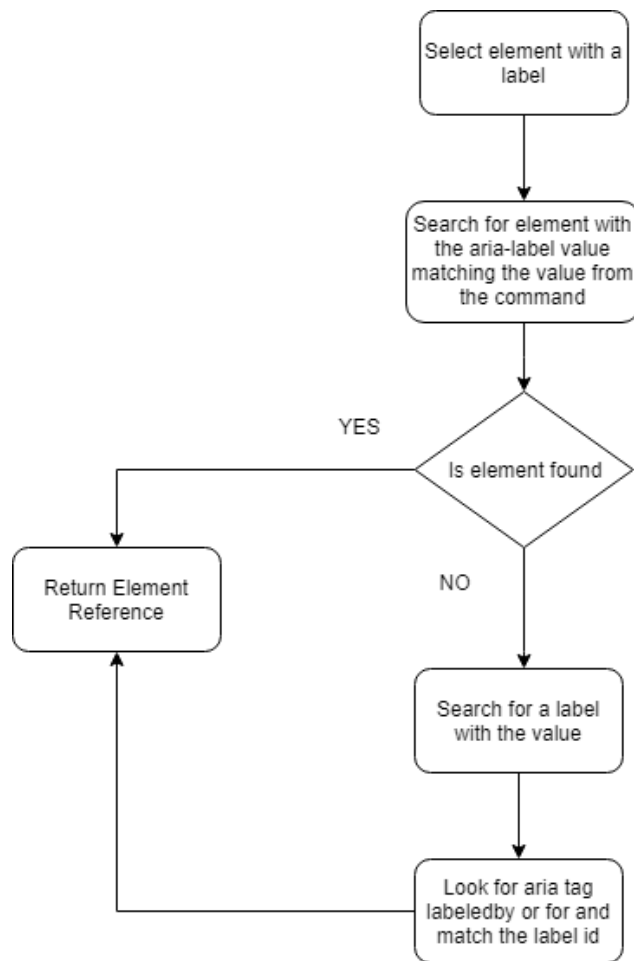 Select element with a
label
Search for element with
the aria-label value
matching the value from
the command
YES
Is element found
NO
Return Element
Reference
Search for a label
with the value
Look for aria tag
labeledby or for and
match the label id